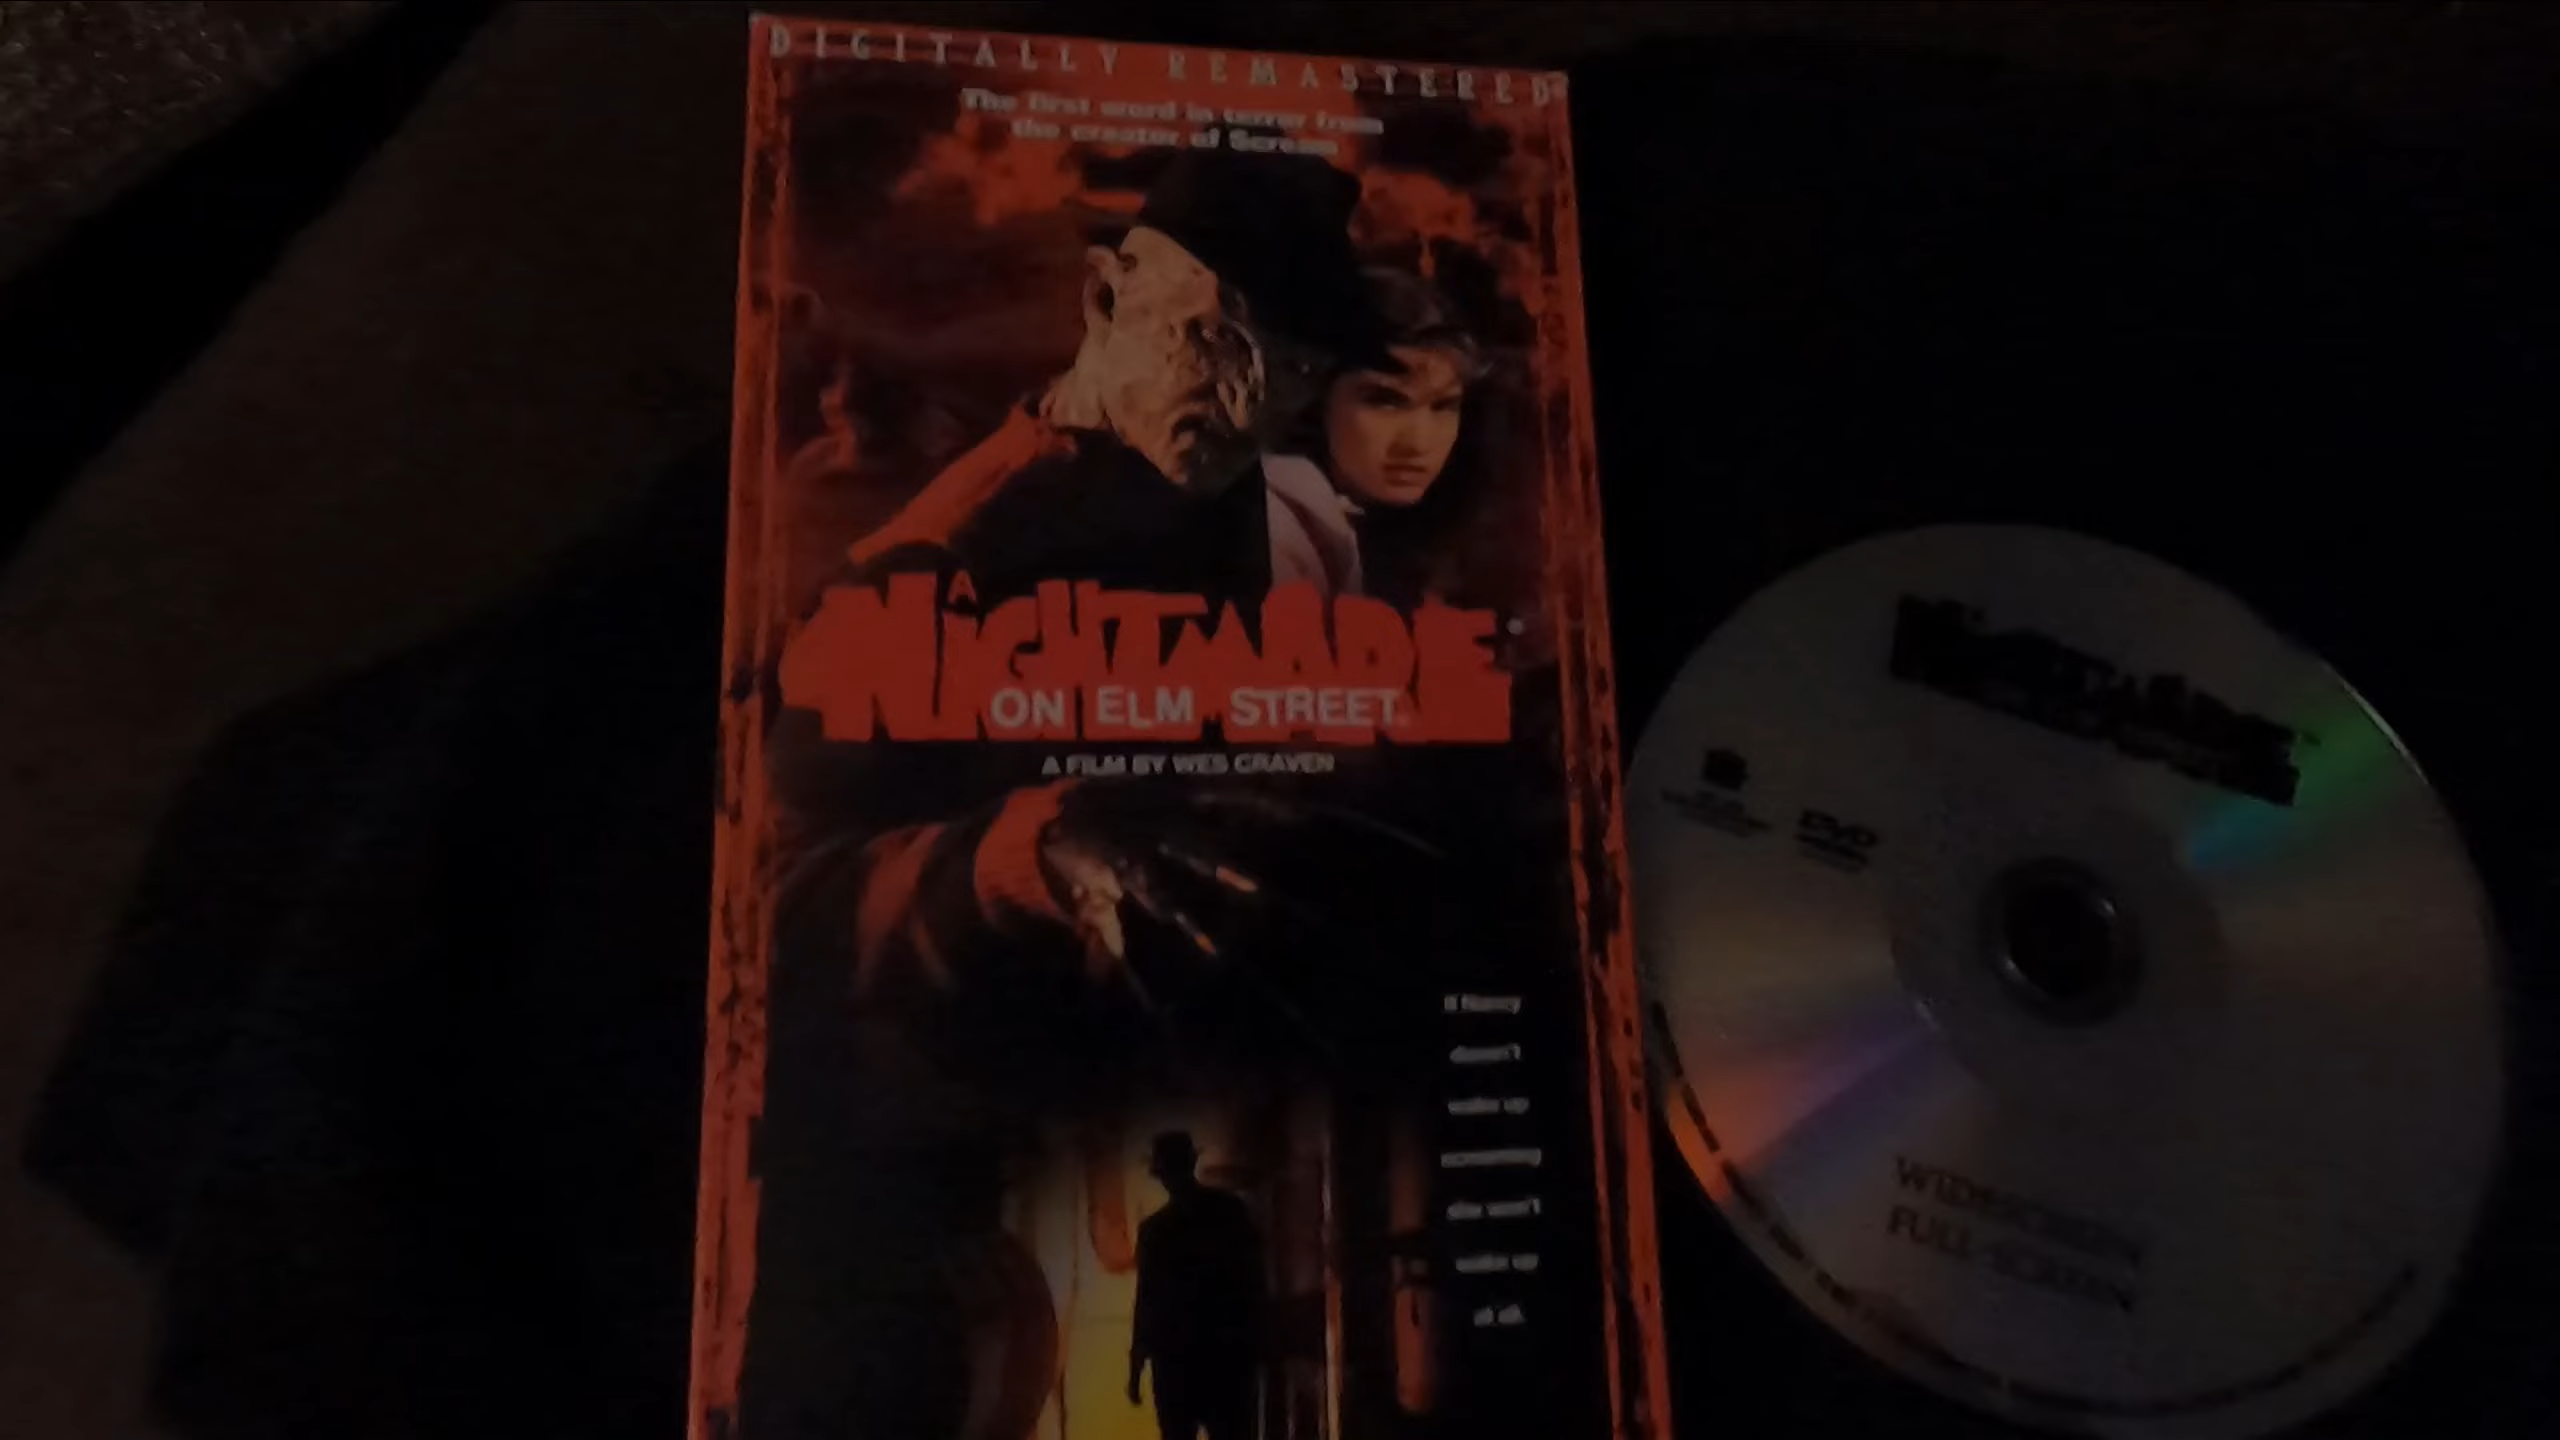 DIGITALLY REMASTERED
The first word in terror from
the creator of Scream
A
NIGHTMARE
ON ELM STREET
A FILM BY WES CRAVEN
If Nancy
doesn't
wake up
screaming
she won't
wake up
at all.
DVD
WIDESCREEN
FULL-SCREEN